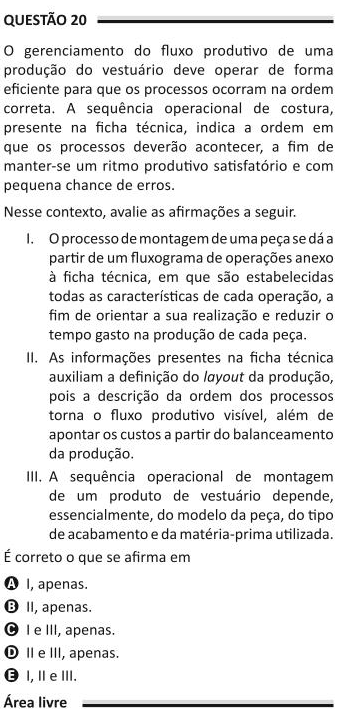 QUESTÃO 20
O gerenciamento do fluxo produtivo de uma
produção do vestuário deve operar de forma
eficiente para que os processos ocorram na ordem
correta. A sequência operacional de costura,
presente na ficha técnica, indica a ordem em
que os processos deverão acontecer, a fim de
manter-se um ritmo produtivo satisfatório e com
pequena chance de erros.
Nesse contexto, avalie as afirmações a seguir.
I. O processo de montagem de uma peça se dá a
partir de um fluxograma de operações anexo
à ficha técnica, em que são estabelecidas
todas as características de cada operação, a
fim de orientar a sua realização e reduzir o
tempo gasto na produção de cada peça.
II. As informações presentes na ficha técnica
auxiliam a definição do layout da produção,
pois a descrição da ordem dos processos
torna o fluxo produtivo visível, além de
apontar os custos a partir do balanceamento
da produção.
III. A sequência operacional de montagem
de um produto de vestuário depende,
essencialmente, do modelo da peça, do tipo
de acabamento e da matéria-prima utilizada.
É correto o que se afirma em
A I, apenas.
B II, apenas.
C I e III, apenas.
D II e III, apenas.
E I, II e III.
Área livre